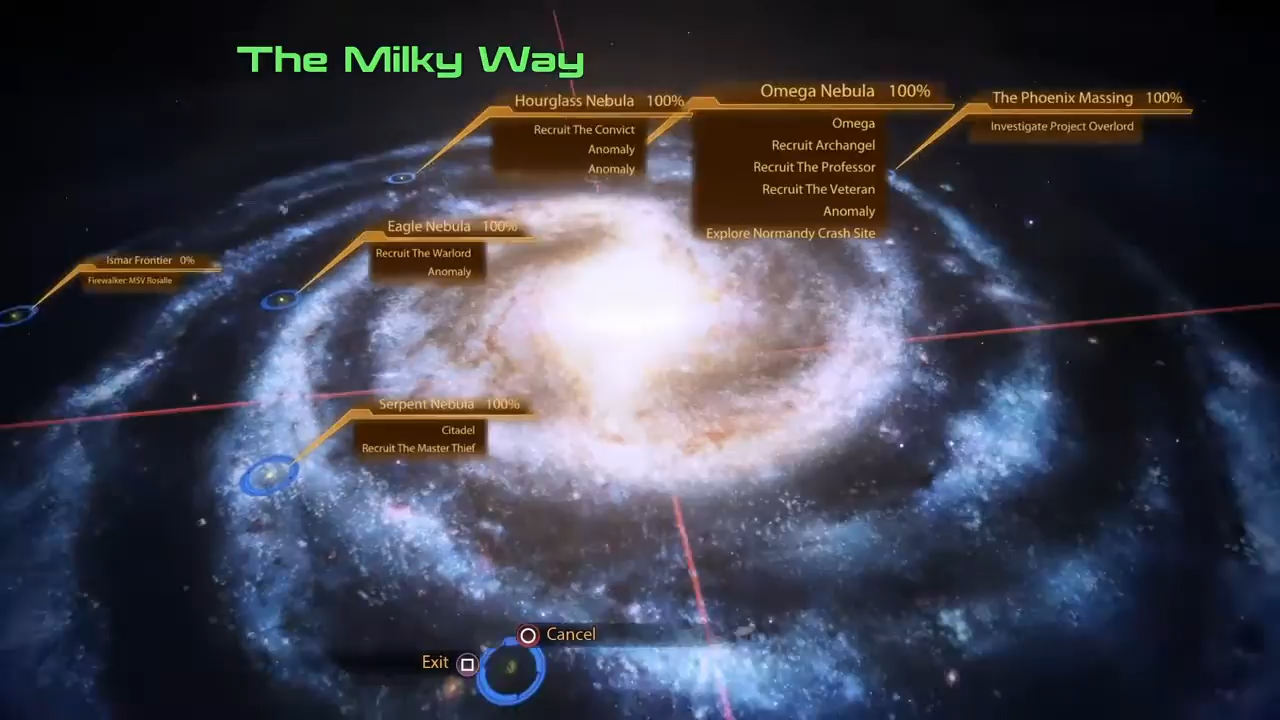 The Milky Way
Hourglass Nebula 100%
Recruit The Convict
Anomaly
Anomaly
Omega Nebula 100%
Omega
Recruit Archangel
Recruit The Professor
Recruit The Veteran
Anomaly
Explore Normandy Crash Site
The Phoenix Massing 100%
Investigate Project Overlord
Eagle Nebula 100%
Recruit The Warlord
Anomaly
Ismar Frontier 0%
Firewalker: MSV Rosalie
Serpent Nebula 100%
Citadel
Recruit The Master Thief
Cancel
Exit